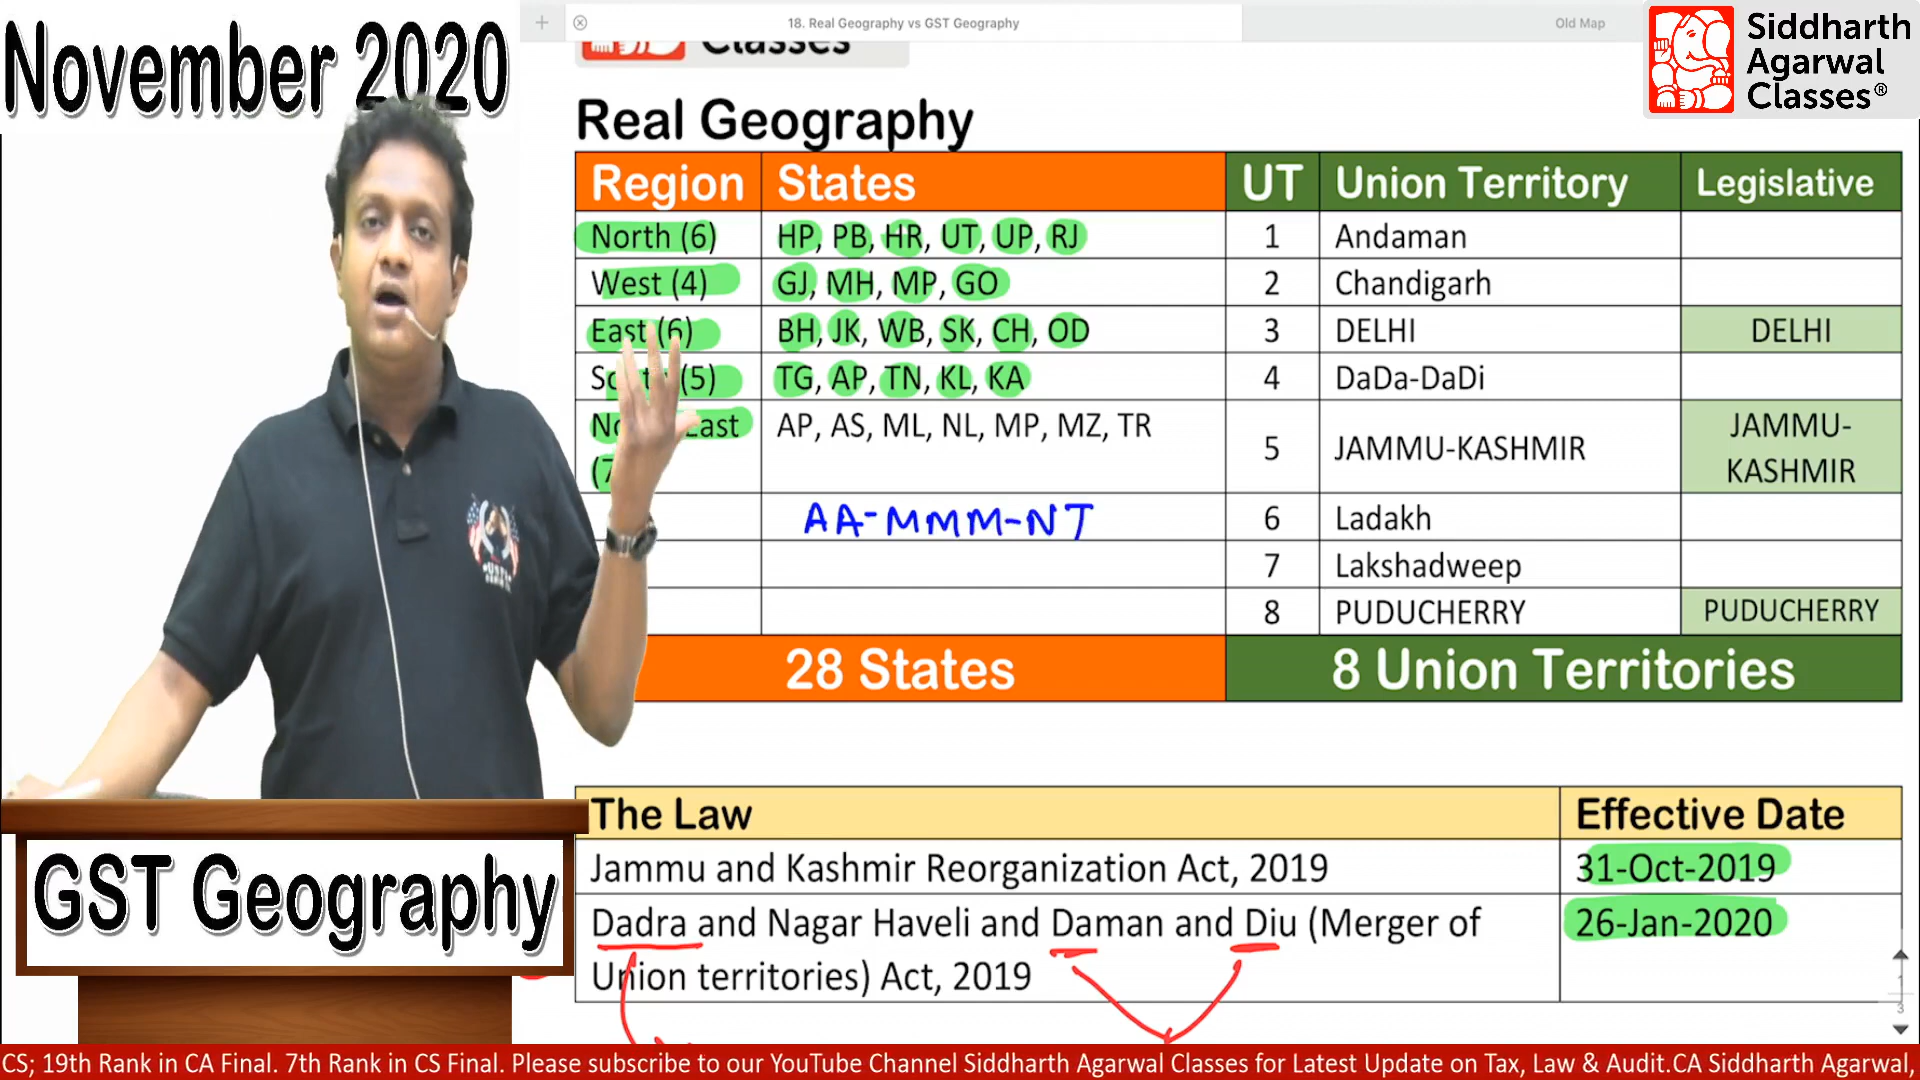 November 2020
18. Real Geography vs GST Geography
Old Map
Siddharth
Agarwal
Classes®
Classes
Real Geography
Region States UT Union Territory Legislative
North (6) HP, PB, HR, UT, UP, RJ 1 Andaman
West (4) GJ, MH, MP, GO 2 Chandigarh
East (6) BH, JK, WB, SK, CH, OD 3 DELHI DELHI
(5) TG, AP, TN, KL, KA 4 DaDa-DaDi
East AP, AS, ML, NL, MP, MZ, TR 5 JAMMU-KASHMIR JAMMU-
KASHMIR
(7
AA-MMM-NT 6 Ladakh
7 Lakshadweep
8 PUDUCHERRY PUDUCHERRY
28 States 8 Union Territories
The Law Effective Date
Jammu and Kashmir Reorganization Act, 2019 31-Oct-2019
Dadra and Nagar Haveli and Daman and Diu (Merger of 26-Jan-2020
Union territories) Act, 2019
GST Geography
1
3
CS; 19th Rank in CA Final. 7th Rank in CS Final. Please subscribe to our YouTube Channel Siddharth Agarwal Classes for Latest Update on Tax, Law & Audit.CA Siddharth Agarwal,